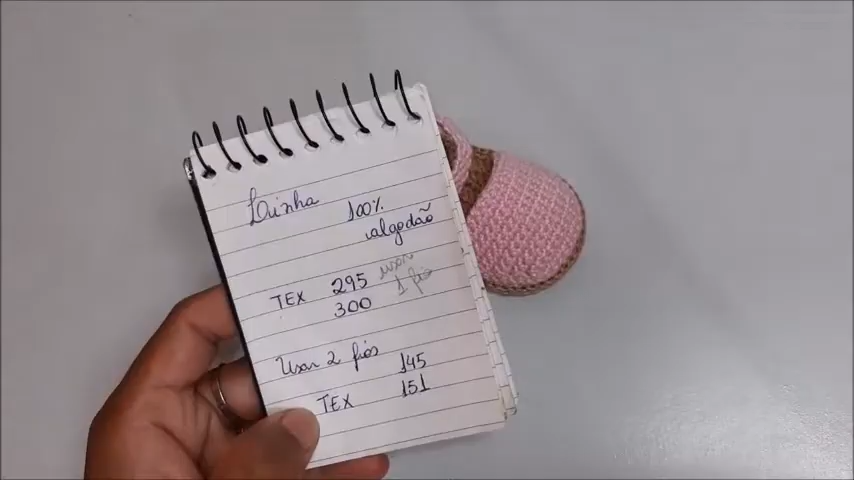 Linha
100%
algodão
TEX 295 usar
300 1 fio
Usar 2 fios 145
TEX 151